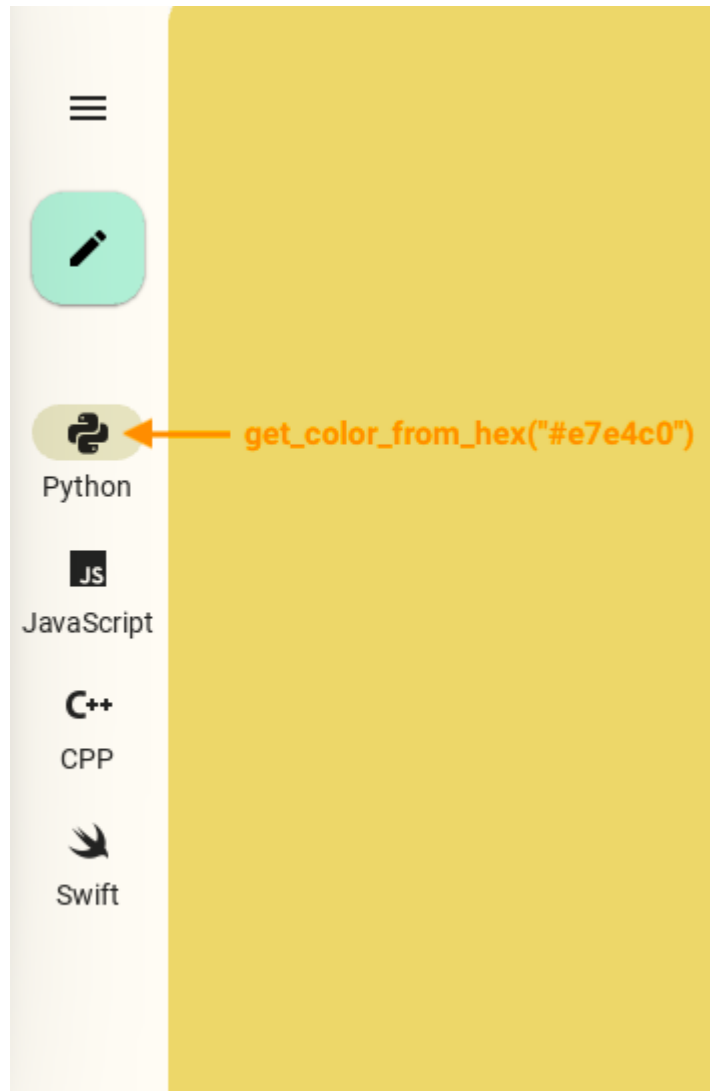 get_color_from_hex("#e7e4c0")
Python
JS
JavaScript
C++
CPP
Swift